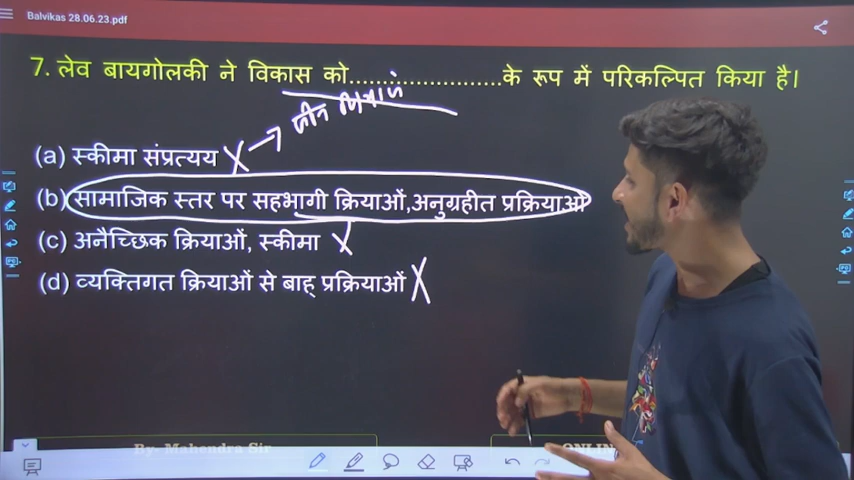 Balvikas 28.06.23.pdf
7. लेव बायगोलकी ने विकास को........................के रूप में परिकल्पित किया है।
(a) स्कीमा संप्रत्यय
(b) सामाजिक स्तर पर सहभागी क्रियाओं,अनुग्रहीत प्रक्रियाओं
(c) अनैच्छिक क्रियाओं, स्कीमा
(d) व्यक्तिगत क्रियाओं से बाह् प्रक्रियाओं
By- Mahendra Sir
ONLIN